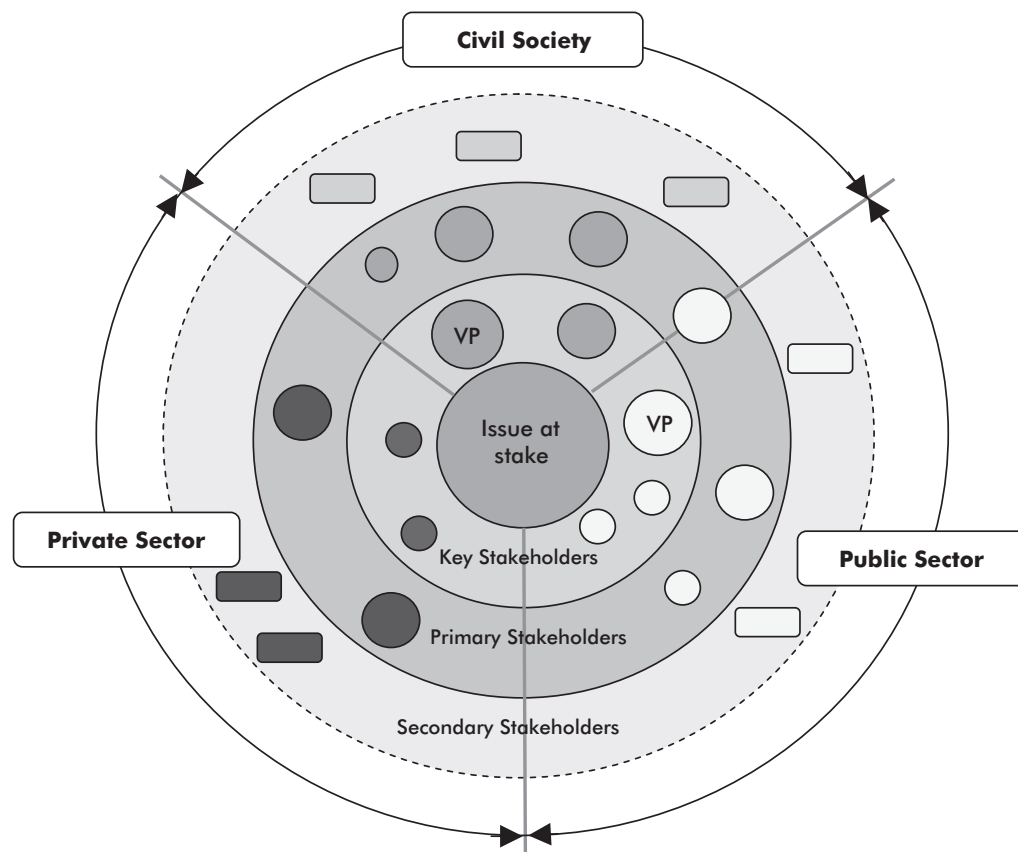 Civil Society
VP
VP
Issue at
stake
Private Sector
Key Stakeholders
Public Sector
Primary Stakeholders
Secondary Stakeholders